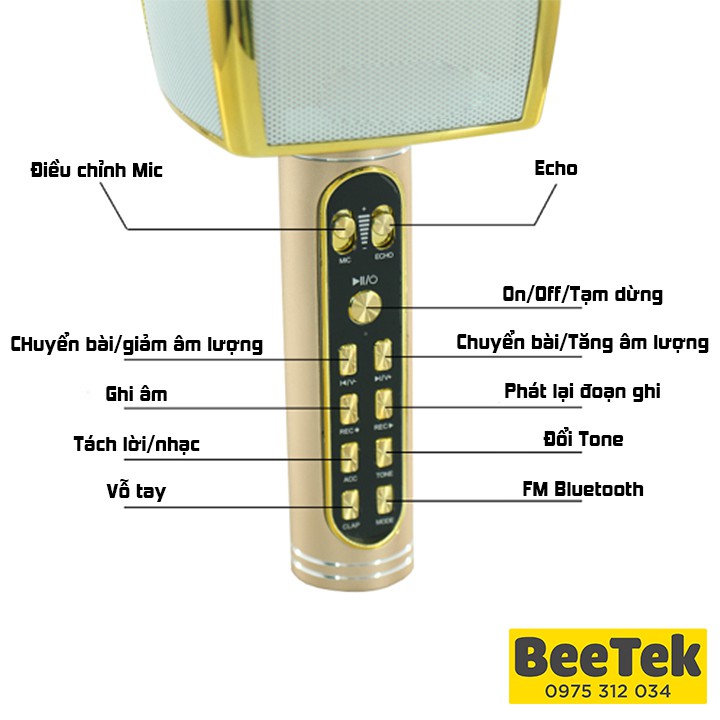 Điều chỉnh Mic
Echo
MIC
ECHO
▶II/⏻
On/Off/Tạm dừng
CHuyển bài/giảm âm lượng
Chuyển bài/Tăng âm lượng
I◀/V-
▶I/V+
Ghi âm
Phát lại đoạn ghi
REC●
REC▶
Tách lời/nhạc
Đổi Tone
ACC
TONE
Vỗ tay
FM Bluetooth
CLAP
MODE
BeeTek
0975 312 034